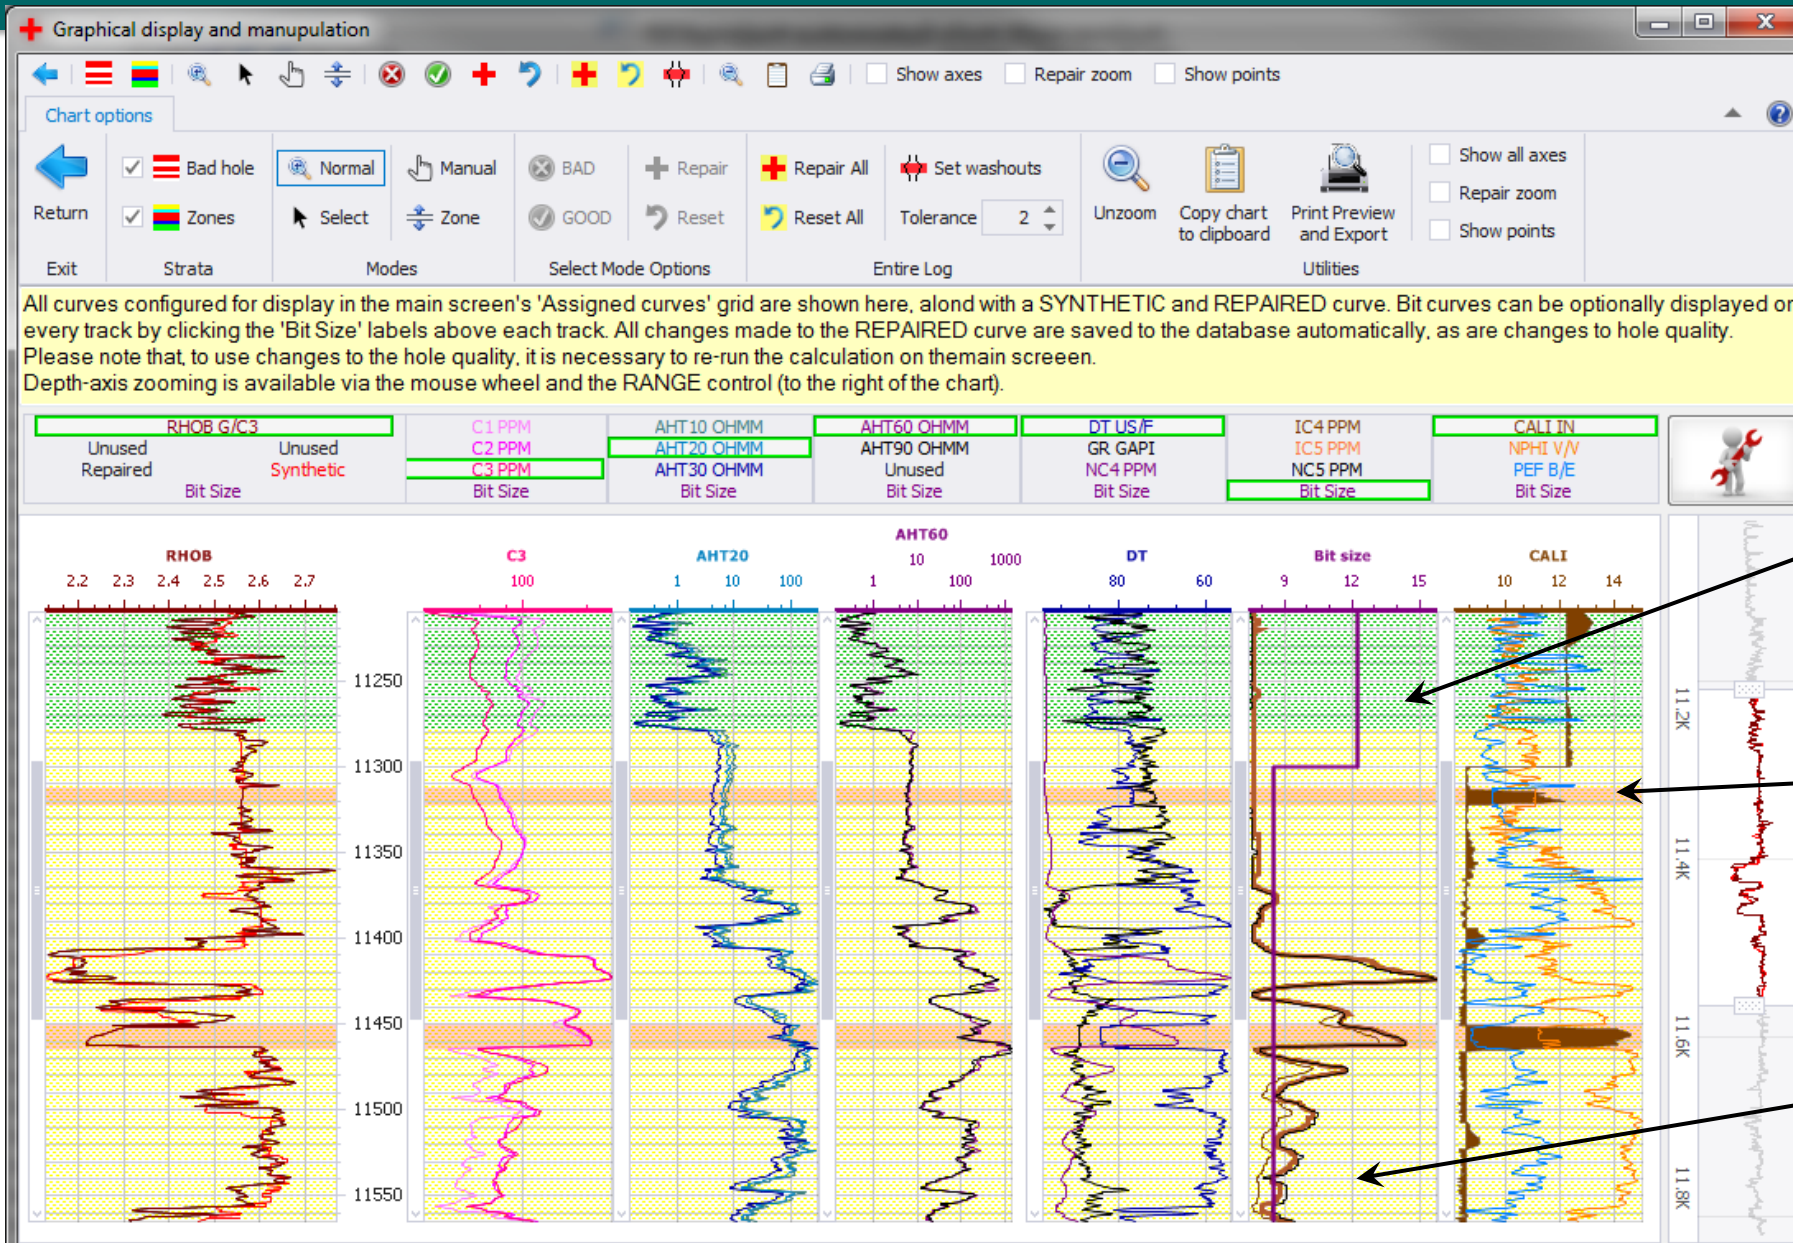 Graphical display and manupulation
Show axes Repair zoom Show points
Chart options
Return
Exit
Bad hole
Zones
Strata
Normal Manual
Select Zone
Modes
BAD Repair
GOOD Reset
Select Mode Options
Repair All Set washouts
Reset All Tolerance 2
Entire Log
Unzoom
Copy chart
to clipboard
Print Preview
and Export
Show all axes
Repair zoom
Show points
Utilities
All curves configured for display in the main screen's 'Assigned curves' grid are shown here, alond with a SYNTHETIC and REPAIRED curve. Bit curves can be optionally displayed on
every track by clicking the 'Bit Size' labels above each track. All changes made to the REPAIRED curve are saved to the database automatically, as are changes to hole quality.
Please note that, to use changes to the hole quality, it is necessary to re-run the calculation on themain screeen.
Depth-axis zooming is available via the mouse wheel and the RANGE control (to the right of the chart).
RHOB G/C3 C1 PPM AHT10 OHMM AHT60 OHMM DT US/F IC4 PPM CALI IN
Unused Unused C2 PPM AHT20 OHMM AHT90 OHMM GR GAPI IC5 PPM NPHI V/V
Repaired Synthetic C3 PPM AHT30 OHMM Unused NC4 PPM NC5 PPM PEF B/E
Bit Size Bit Size Bit Size Bit Size Bit Size Bit Size Bit Size
AHT60
RHOB C3 AHT20 10 1000 DT Bit size CALI
2.2 2.3 2.4 2.5 2.6 2.7 100 1 10 100 1 100 80 60 9 12 15 10 12 14
11250
11300
11350
11400
11450
11500
11550
11.2K
11.4K
11.6K
11.8K